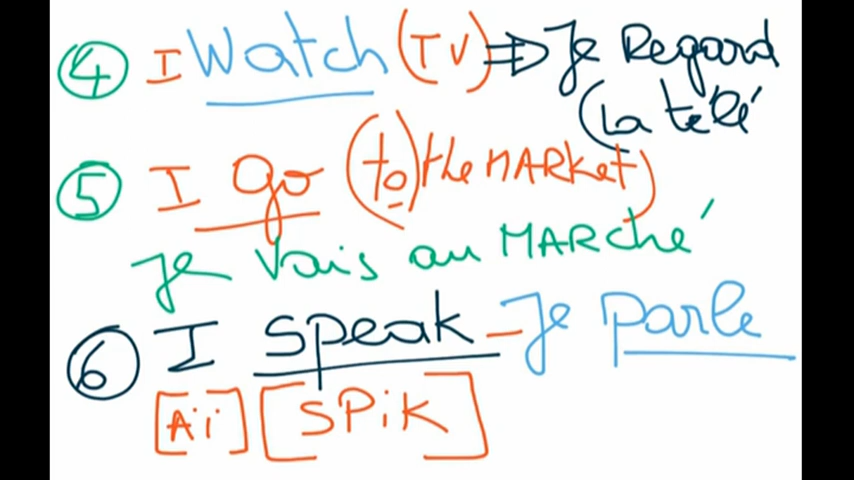 ④ I Watch (TV) ⇒ Je Regard
(La télé
⑤ I go (to) the MARKet)
Je Vais au MARché
⑥ I speak - Je parle
[Aï] [SPiK]